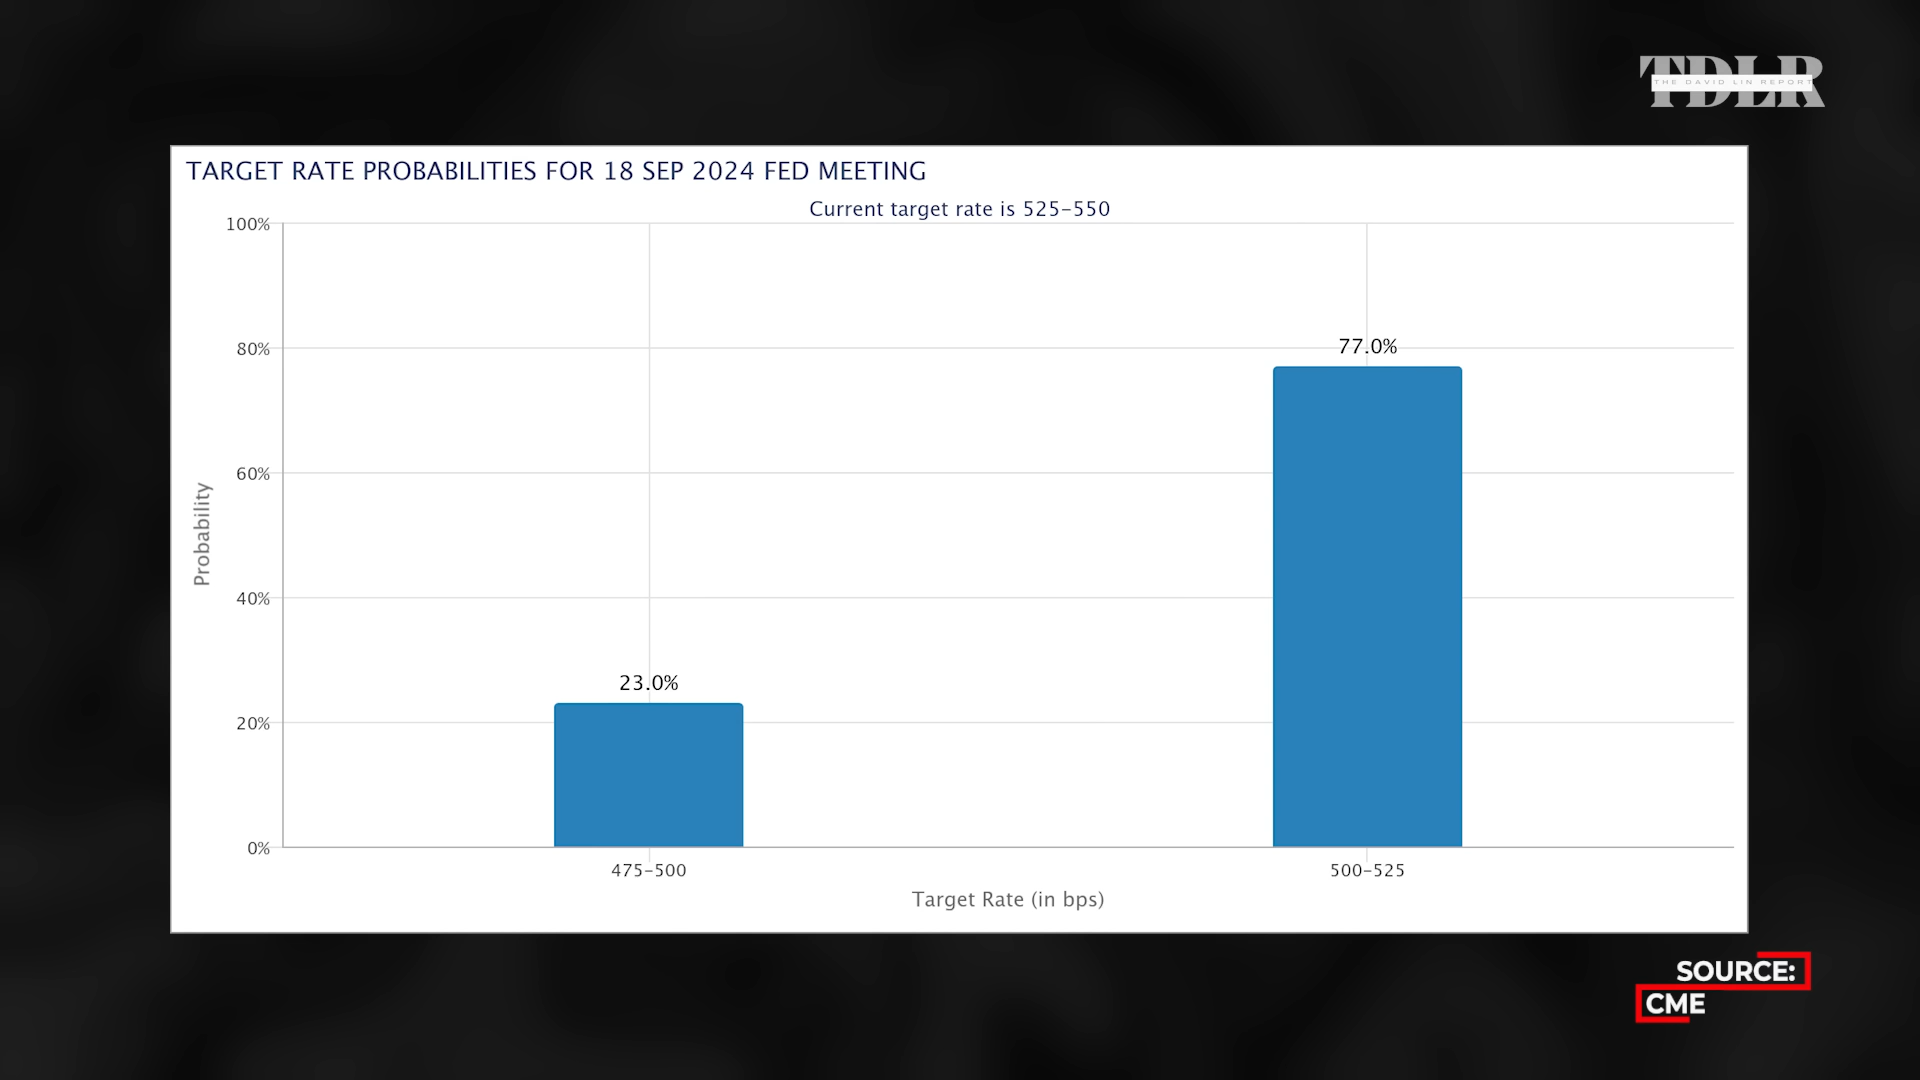 TDLR
THE DAVID LIN REPORT
TARGET RATE PROBABILITIES FOR 18 SEP 2024 FED MEETING
Current target rate is 525–550
100%
80%
60%
40%
20%
0%
Probability
23.0%
77.0%
475–500
500–525
Target Rate (in bps)
SOURCE:
CME